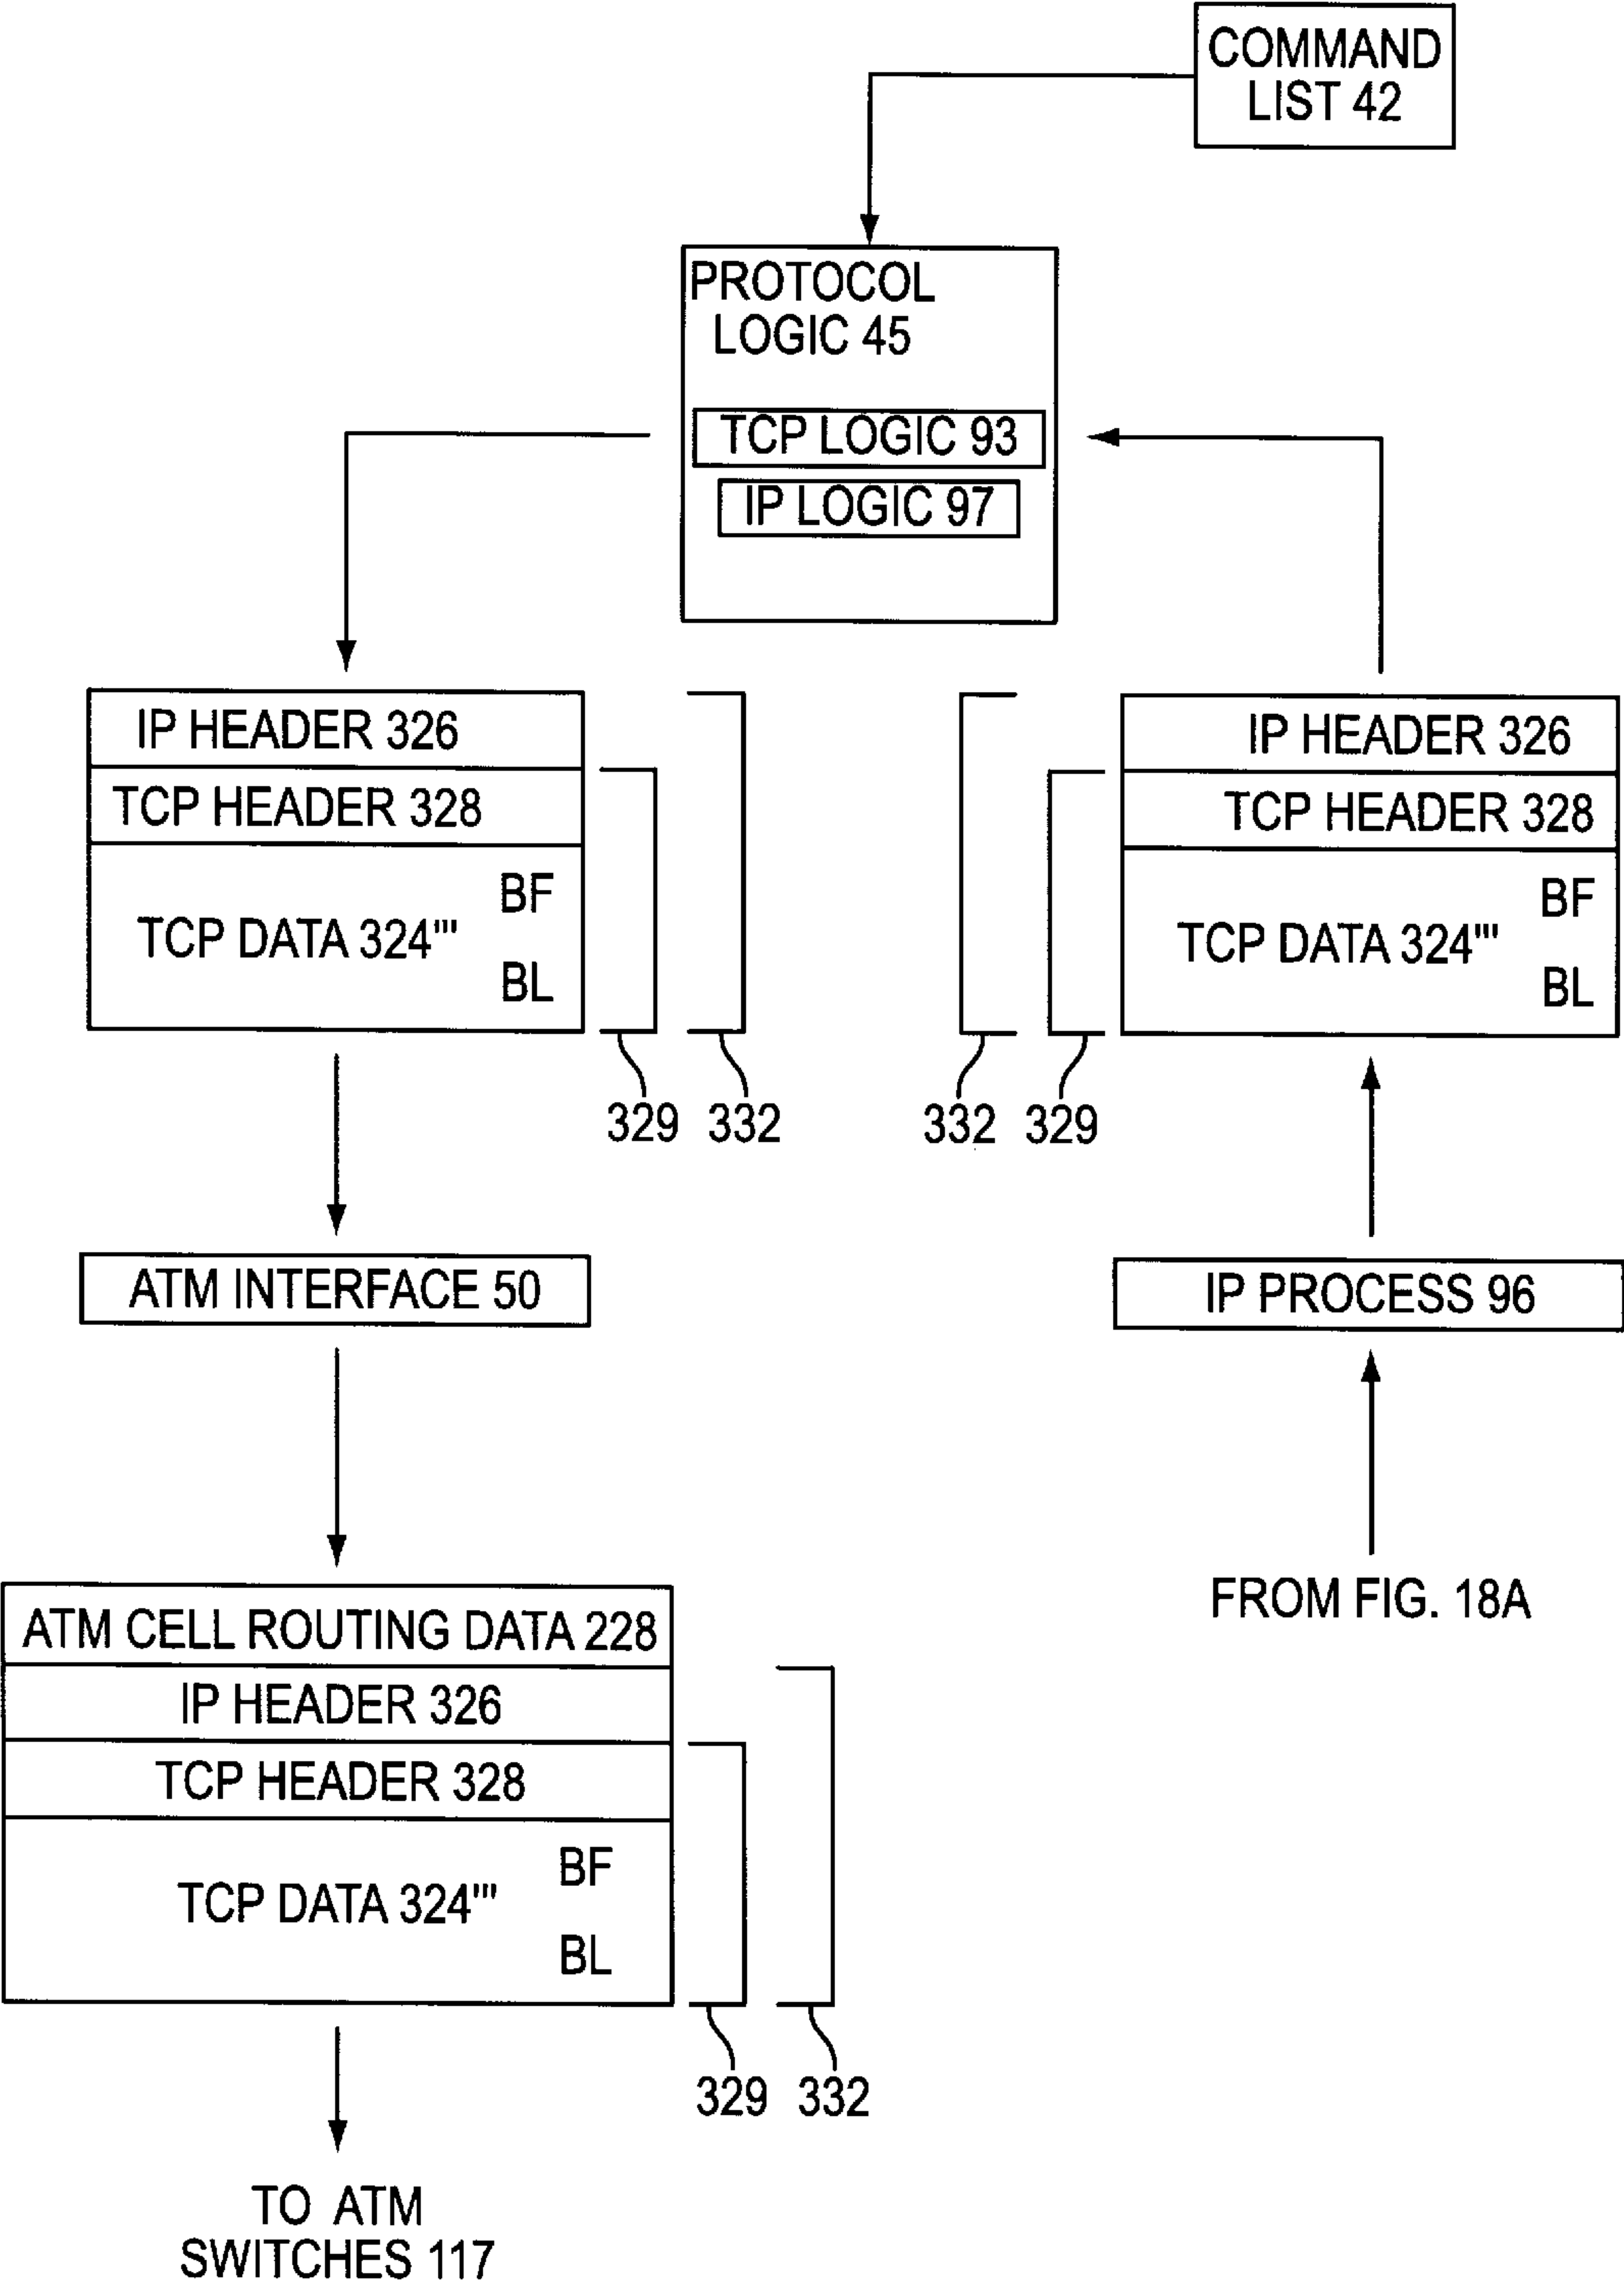 COMMAND
LIST 42
PROTOCOL
LOGIC 45
TCP LOGIC 93
IP LOGIC 97
IP HEADER 326
TCP HEADER 328
BF
TCP DATA 324'''
BL
329 332
IP HEADER 326
TCP HEADER 328
BF
TCP DATA 324'''
BL
332 329
ATM INTERFACE 50
IP PROCESS 96
FROM FIG. 18A
ATM CELL ROUTING DATA 228
IP HEADER 326
TCP HEADER 328
BF
TCP DATA 324'''
BL
329 332
TO ATM
SWITCHES 117